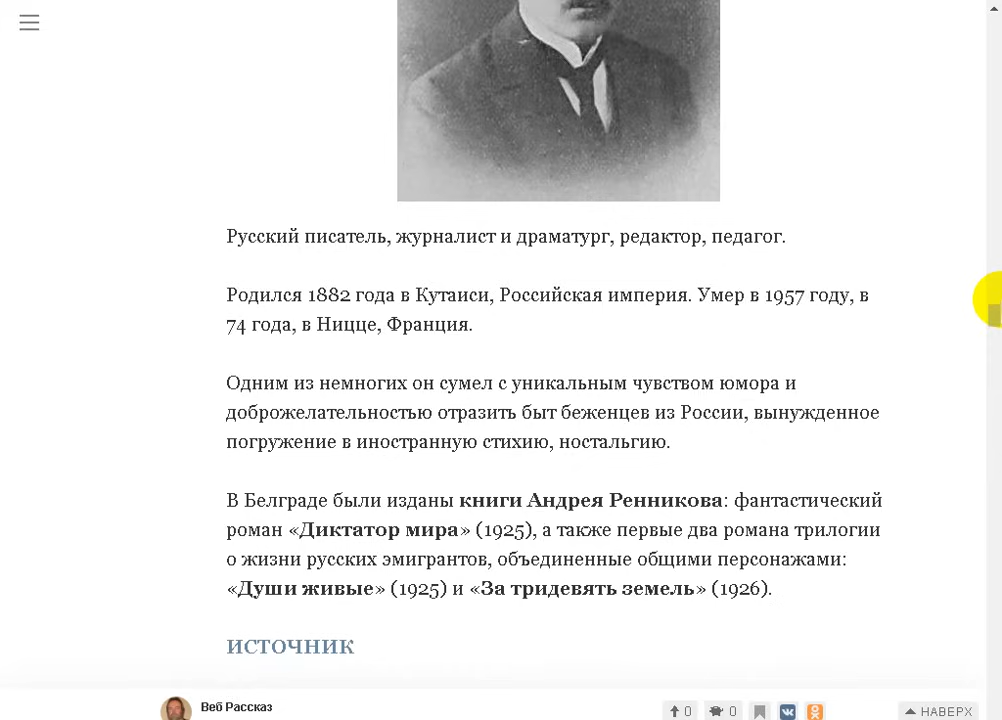 Русский писатель, журналист и драматург, редактор, педагог.
Родился 1882 года в Кутаиси, Российская империя. Умер в 1957 году, в
74 года, в Ницце, Франция.
Одним из немногих он сумел с уникальным чувством юмора и
доброжелательностью отразить быт беженцев из России, вынужденное
погружение в иностранную стихию, ностальгию.
В Белграде были изданы книги Андрея Ренникова: фантастический
роман «Диктатор мира» (1925), а также первые два романа трилогии
о жизни русских эмигрантов, объединенные общими персонажами:
«Души живые» (1925) и «За тридевять земель» (1926).
ИСТОЧНИК
Веб Рассказ
0 0 НАВЕРХ